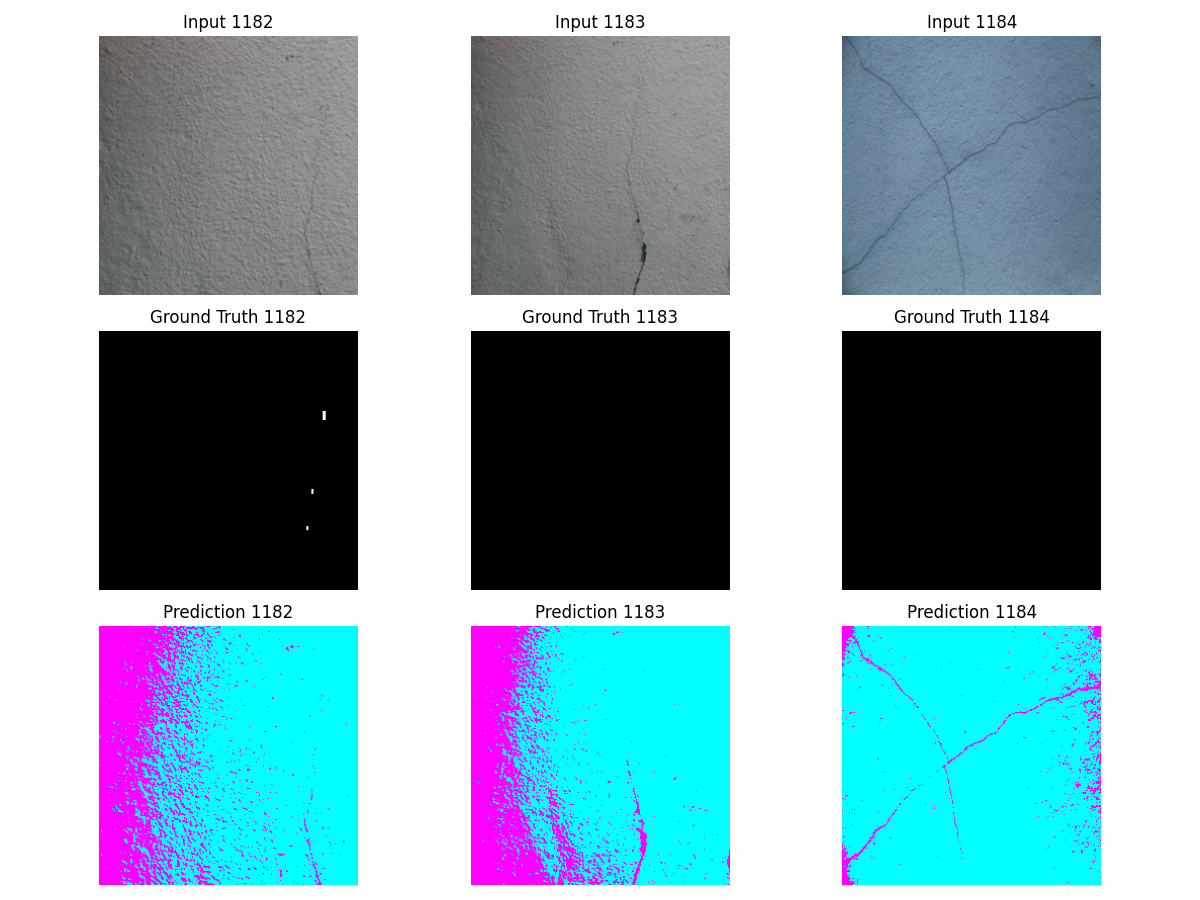 Input 1182
Input 1183
Input 1184
Ground Truth 1182
Ground Truth 1183
Ground Truth 1184
Prediction 1182
Prediction 1183
Prediction 1184